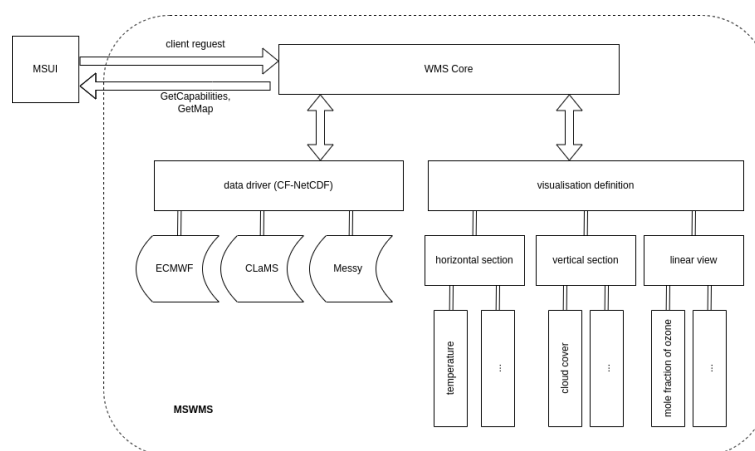 client reguest
MSUI
WMS Core
GetCapabilities,
GetMap
data driver (CF-NetCDF)
visualisation definition
ECMWF
CLaMS
Messy
horizontal section
vertical section
linear view
temperature
...
cloud cover
...
mole fraction of ozone
...
MSWMS